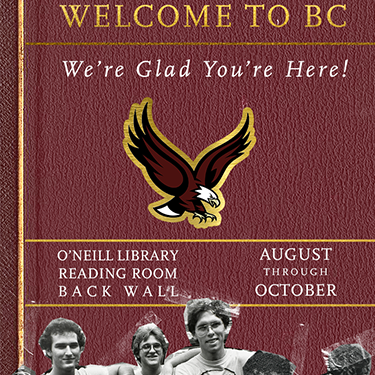 WELCOME TO BC
We're Glad You're Here!
O'NEILL LIBRARY
READING ROOM
BACK WALL
AUGUST
THROUGH
OCTOBER